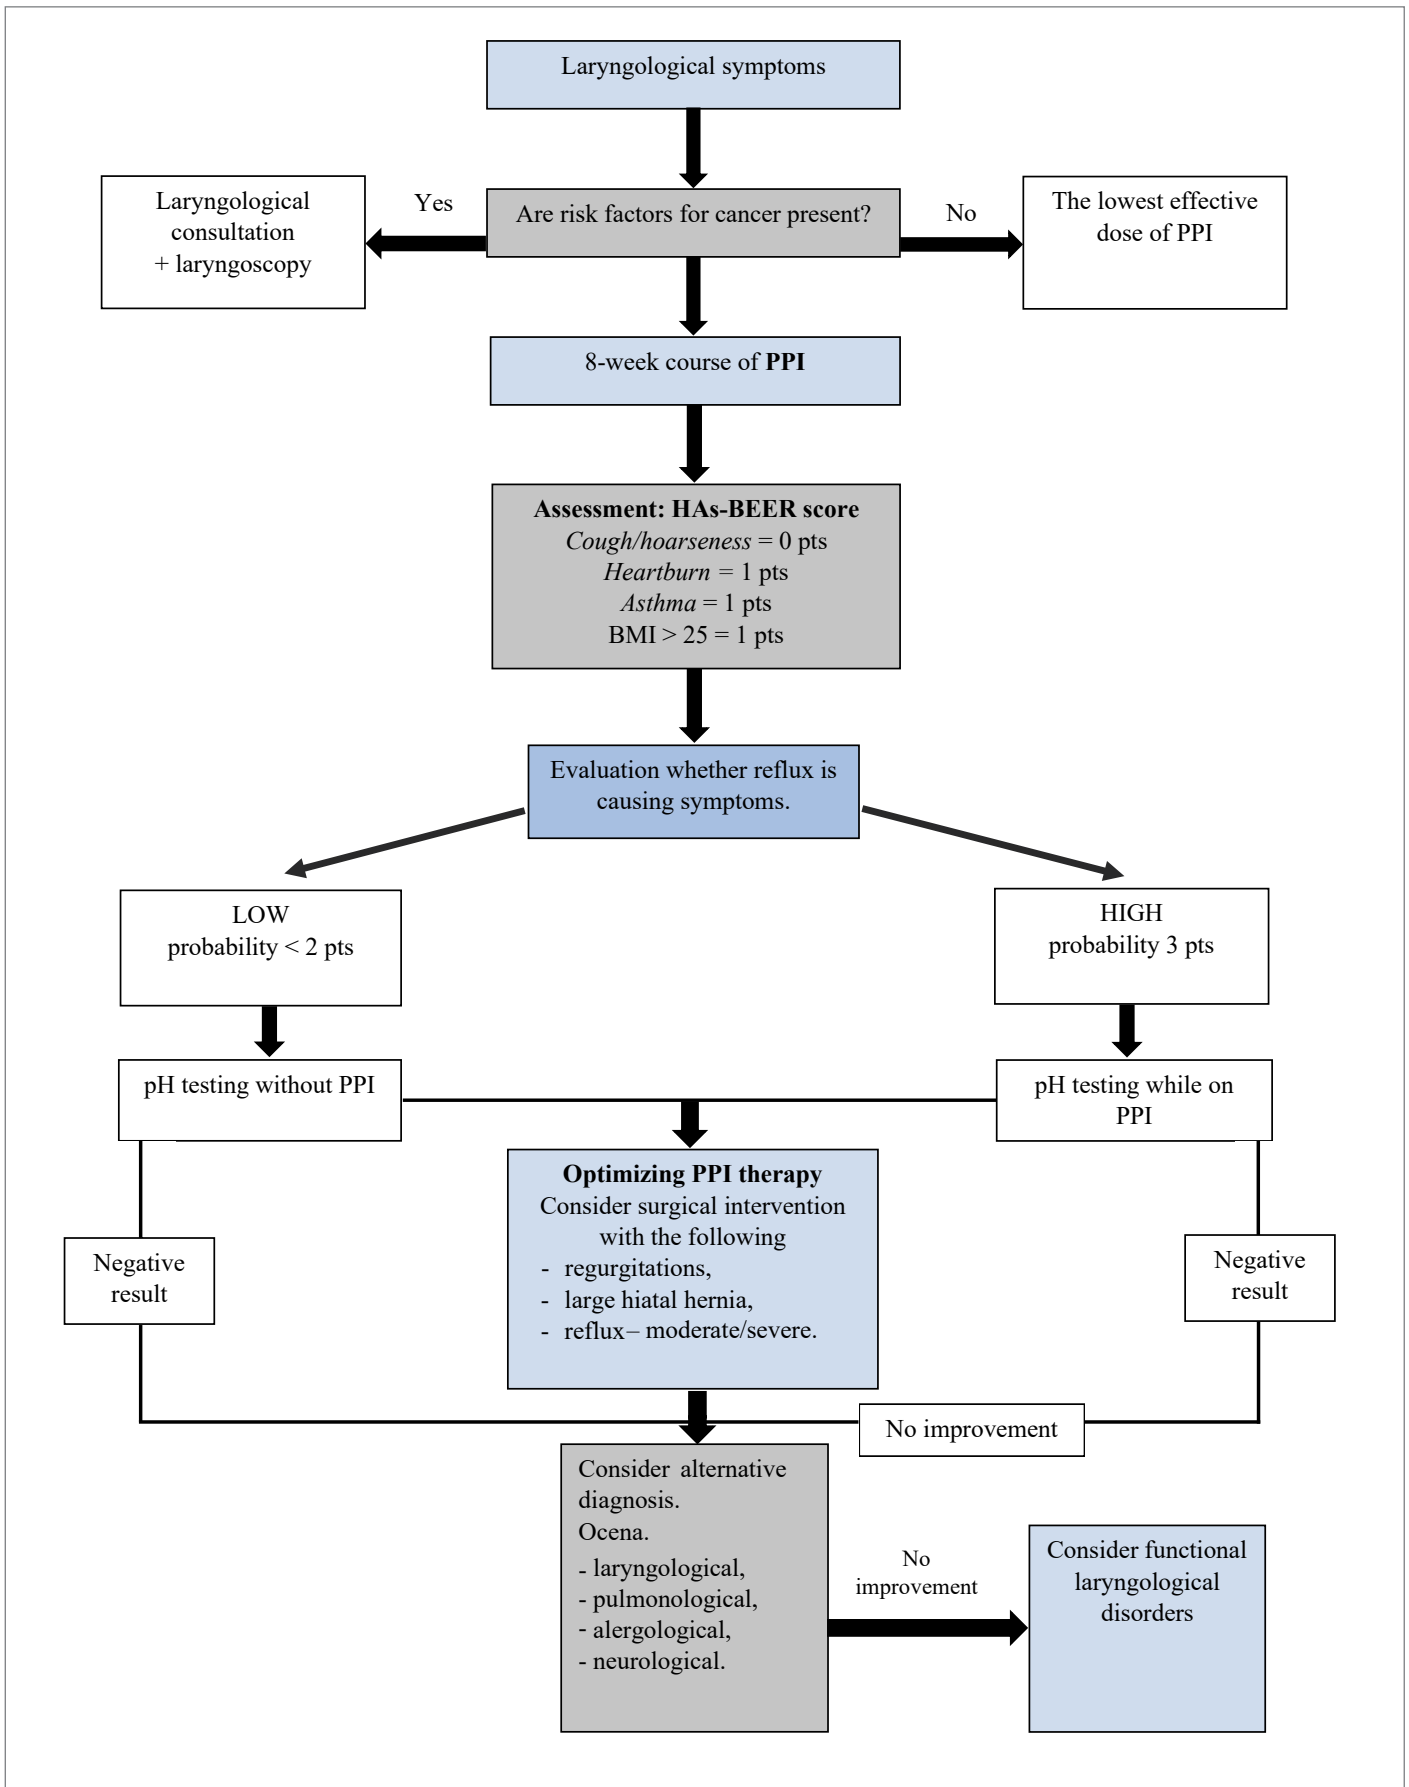 Laryngological symptoms
Laryngological
consultation
+ laryngoscopy
Yes
Are risk factors for cancer present?
No
The lowest effective
dose of PPI
8-week course of PPI
Assessment: HAs-BEER score
Cough/hoarseness = 0 pts
Heartburn = 1 pts
Asthma = 1 pts
BMI > 25 = 1 pts
Evaluation whether reflux is
causing symptoms.
LOW
probability < 2 pts
HIGH
probability 3 pts
pH testing without PPI
pH testing while on
PPI
Optimizing PPI therapy
Consider surgical intervention
with the following
- regurgitations,
- large hiatal hernia,
- reflux – moderate/severe.
Negative
result
Negative
result
No improvement
Consider alternative
diagnosis.
Ocena.
- laryngological,
- pulmonological,
- alergological,
- neurological.
No
improvement
Consider functional
laryngological
disorders